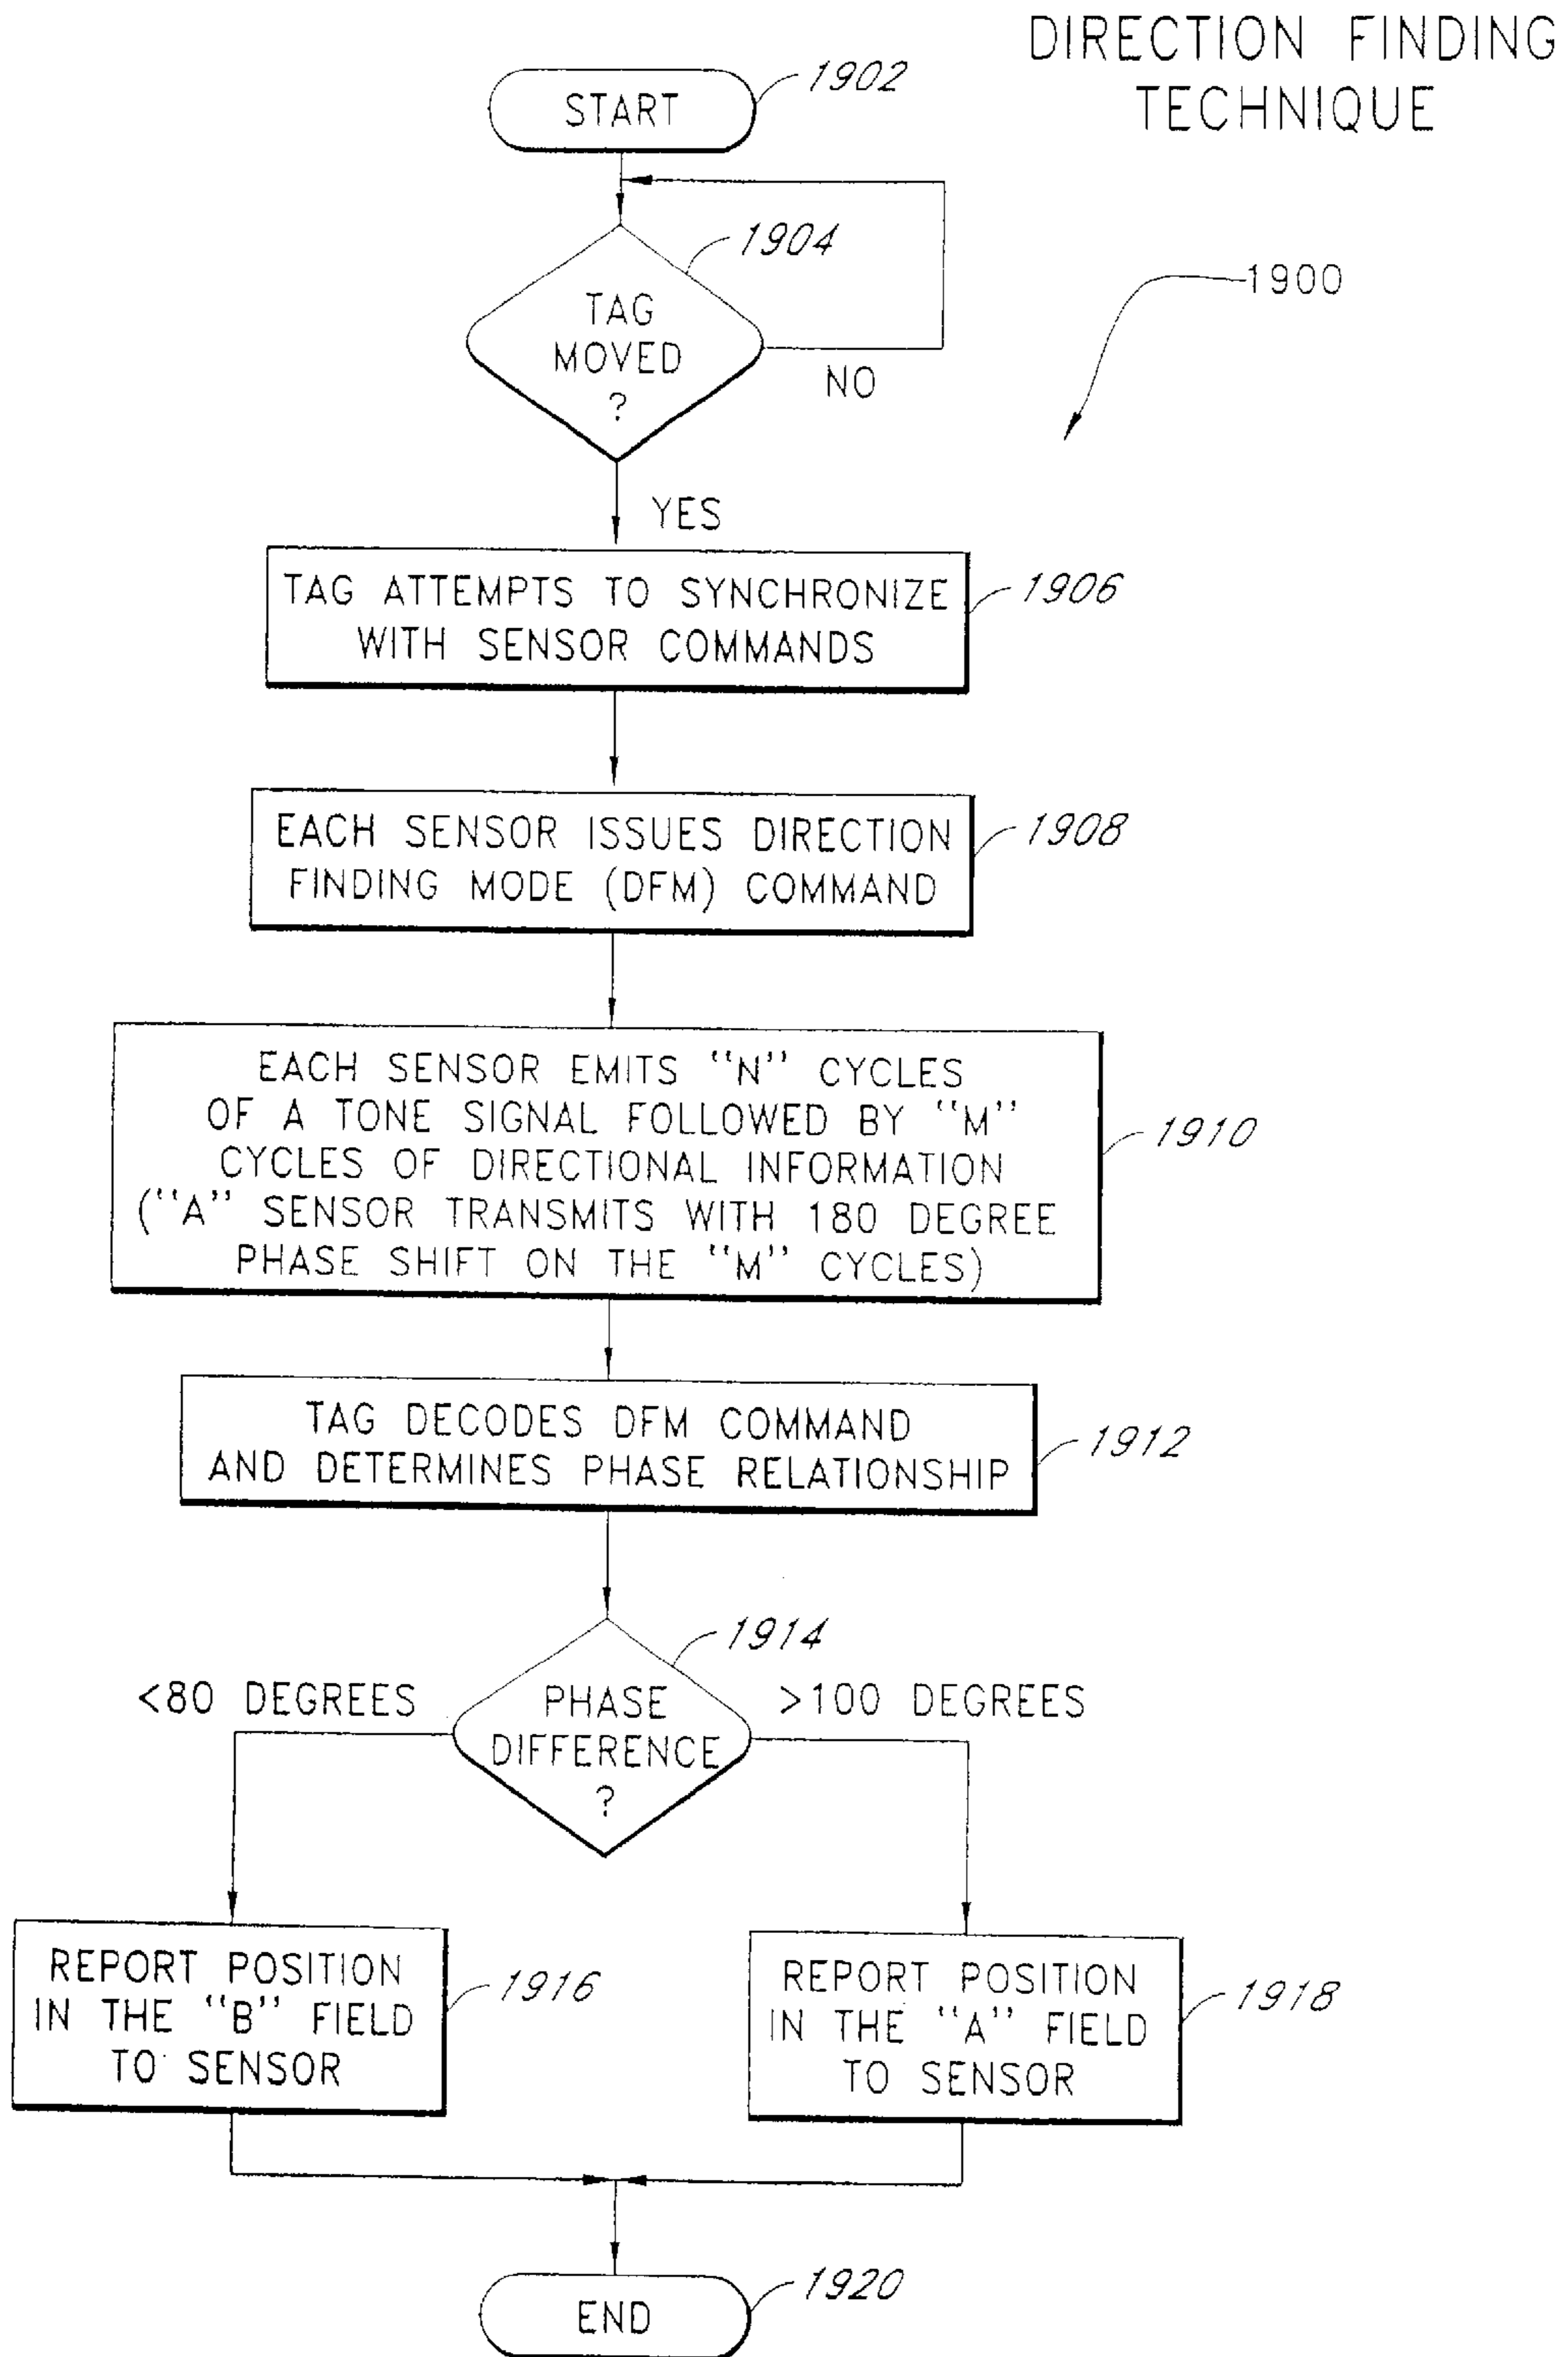 DIRECTION FINDING
TECHNIQUE
START
1902
1904
TAG
MOVED
?
NO
1900
YES
TAG ATTEMPTS TO SYNCHRONIZE
WITH SENSOR COMMANDS
1906
EACH SENSOR ISSUES DIRECTION
FINDING MODE (DFM) COMMAND
1908
EACH SENSOR EMITS "N" CYCLES
OF A TONE SIGNAL FOLLOWED BY "M"
CYCLES OF DIRECTIONAL INFORMATION
("A" SENSOR TRANSMITS WITH 180 DEGREE
PHASE SHIFT ON THE "M" CYCLES)
1910
TAG DECODES DFM COMMAND
AND DETERMINES PHASE RELATIONSHIP
1912
1914
<80 DEGREES
PHASE
DIFFERENCE
?
>100 DEGREES
REPORT POSITION
IN THE "B" FIELD
TO SENSOR
1916
REPORT POSITION
IN THE "A" FIELD
TO SENSOR
1918
END
1920